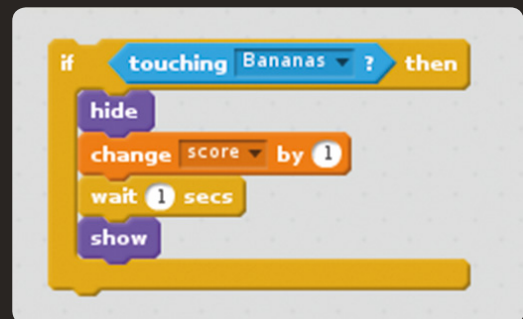 if touching Bananas ? then
hide
change score by 1
wait 1 secs
show